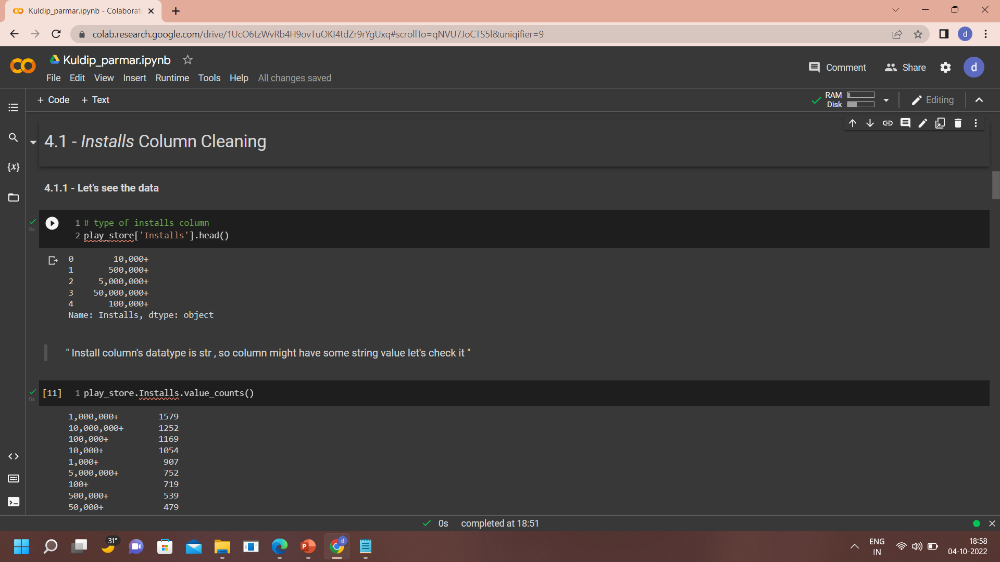 Kuldip_parmar.ipynb - Colaborat
colab.research.google.com/drive/1UcO6tzWvRb4H9ovTuOKI4tdZr9rYgUxq#scrollTo=qNVU7JoCTS5l&uniqifier=9
d
Kuldip_parmar.ipynb
Comment
Share
d
File Edit View Insert Runtime Tools Help All changes saved
+ Code + Text
RAM
Disk
Editing
4.1 - Installs Column Cleaning
{x}
4.1.1 - Let's see the data
0s
1 # type of installs column
2 play_store['Installs'].head()
0 10,000+
1 500,000+
2 5,000,000+
3 50,000,000+
4 100,000+
Name: Installs, dtype: object
" Install column's datatype is str , so column might have some string value let's check it "
0s
[11] 1 play_store.Installs.value_counts()
1,000,000+ 1579
10,000,000+ 1252
100,000+ 1169
10,000+ 1054
1,000+ 907
5,000,000+ 752
100+ 719
500,000+ 539
50,000+ 479
0s completed at 18:51
31°
P
d
ENG
IN
18:58
04-10-2022